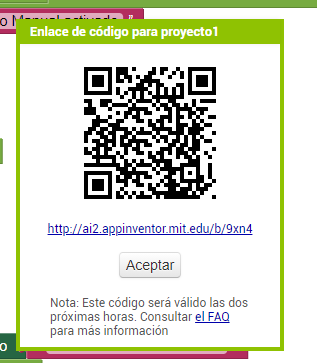 o Manual activado "
Enlace de código para proyecto1
http://ai2.appinventor.mit.edu/b/9xn4
Aceptar
Nota: Este código será válido las dos
próximas horas. Consultar el FAQ
para más información
o